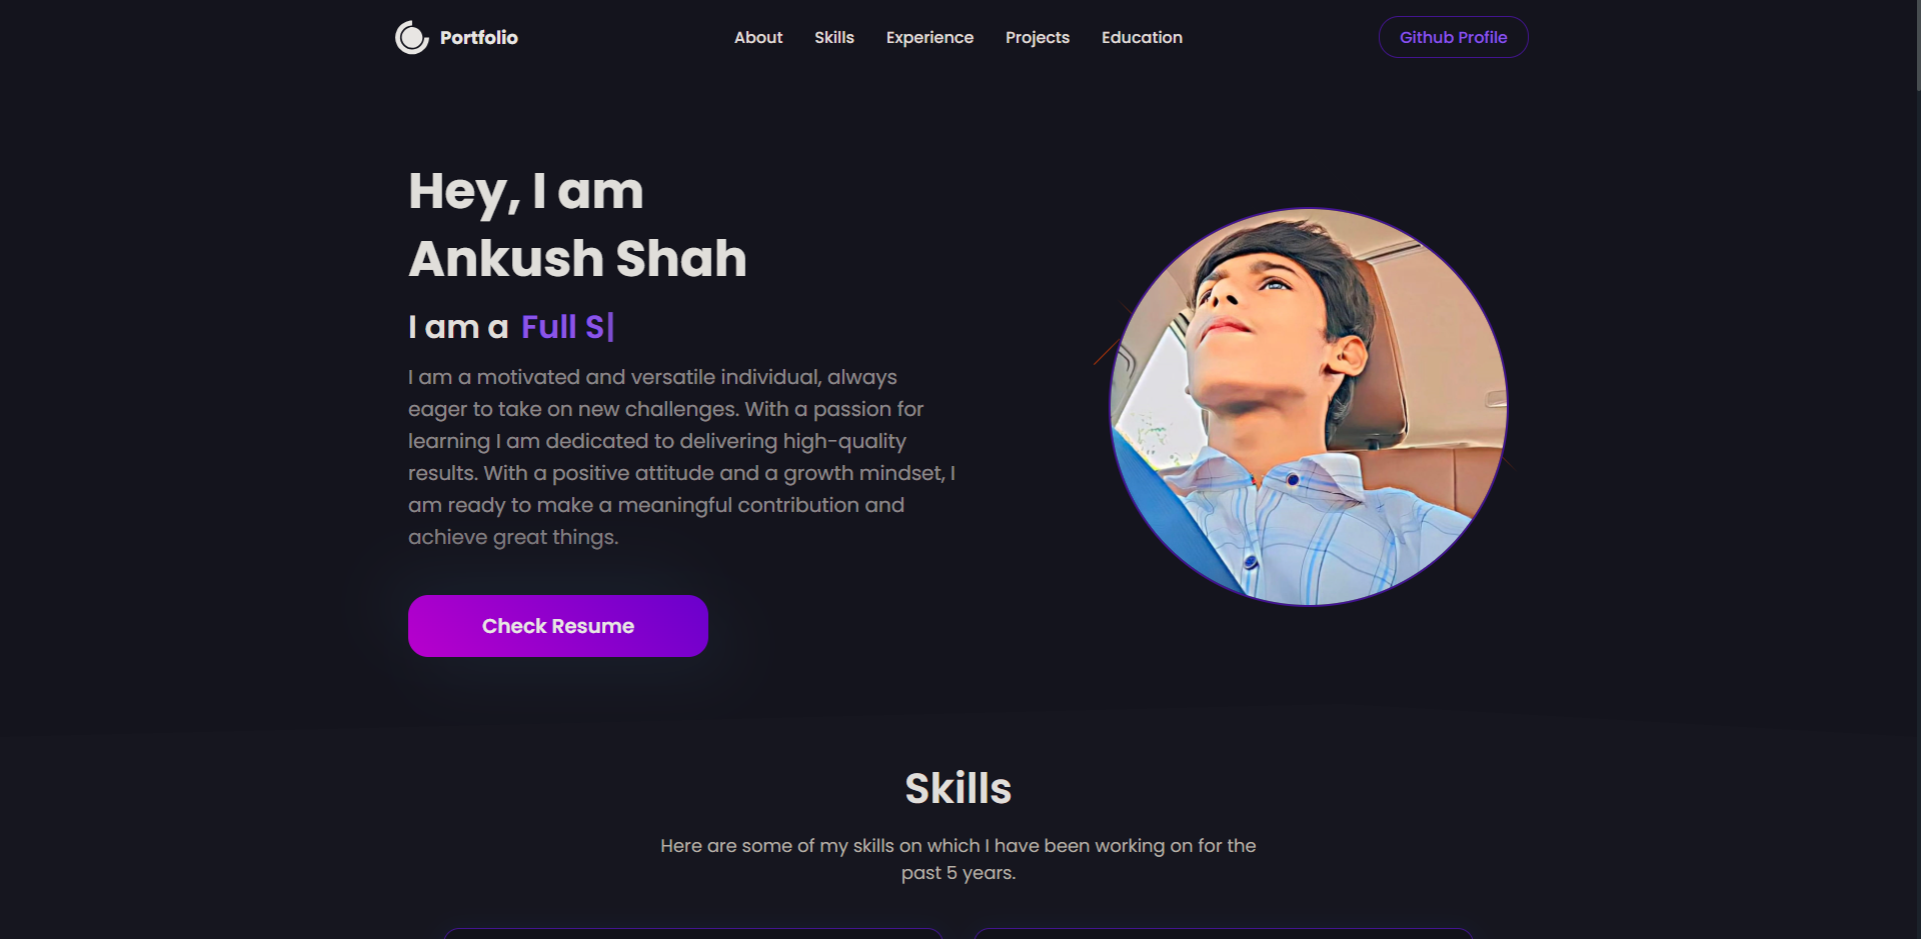 Portfolio
About
Skills
Experience
Projects
Education
Github Profile
Hey, I am
Ankush Shah
I am a Full S|
I am a motivated and versatile individual, always
eager to take on new challenges. With a passion for
learning I am dedicated to delivering high-quality
results. With a positive attitude and a growth mindset, I
am ready to make a meaningful contribution and
achieve great things.
Check Resume
Skills
Here are some of my skills on which I have been working on for the
past 5 years.